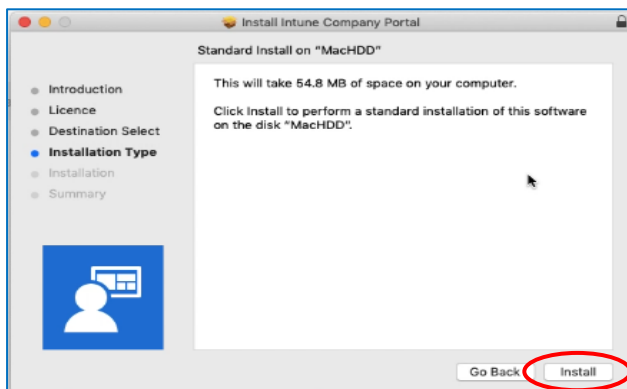 Install Intune Company Portal
Standard Install on "MacHDD"
Introduction
Licence
Destination Select
Installation Type
Installation
Summary
This will take 54.8 MB of space on your computer.
Click Install to perform a standard installation of this software
on the disk "MacHDD".
Go Back
Install